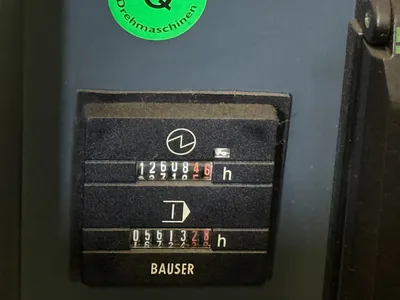 Q
Drehmaschinen
1260846 h
0561328 h
BAUSER